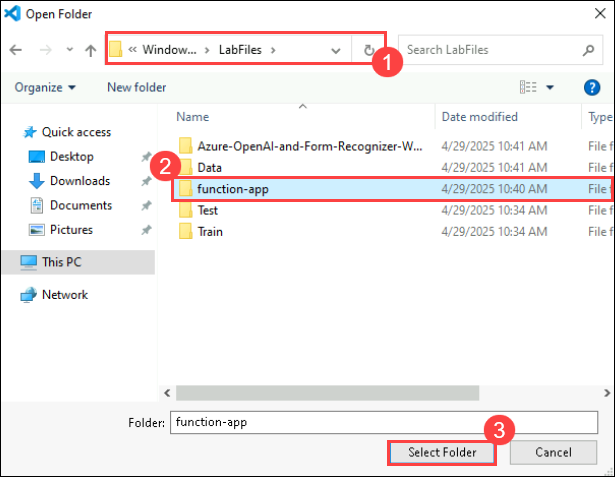 Open Folder
« Window... > LabFiles >
Search LabFiles
1
Organize
New folder
?
Name
Date modified
Type
Quick access
Desktop
Downloads
Documents
Pictures
This PC
Network
Azure-OpenAI-and-Form-Recognizer-W... 4/29/2025 10:41 AM File f
2
Data 4/29/2025 10:41 AM File f
function-app 4/29/2025 10:40 AM File f
Test 4/29/2025 10:34 AM File f
Train 4/29/2025 10:34 AM File f
Folder: function-app
3
Select Folder
Cancel